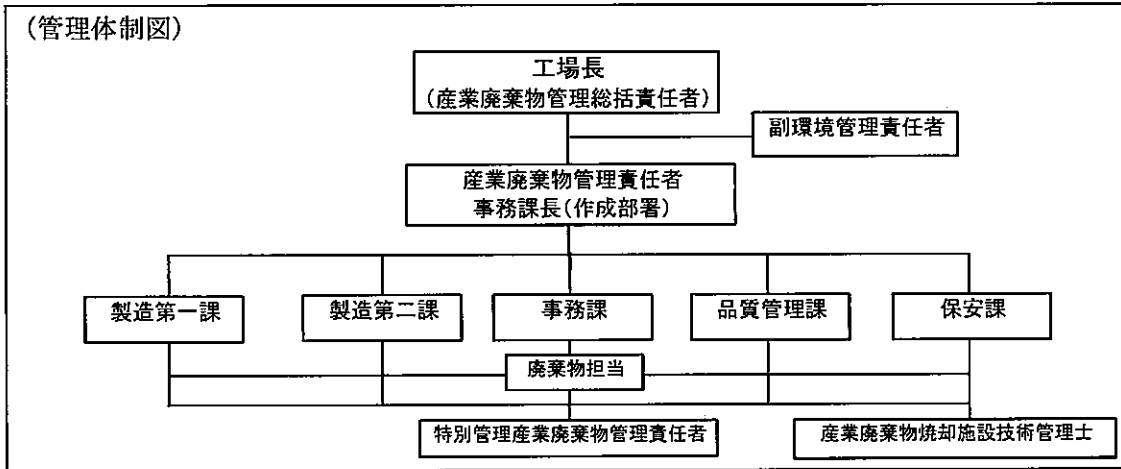 (管理体制図)
工場長
(産業廃棄物管理総括責任者)
副環境管理責任者
産業廃棄物管理責任者
事務課長(作成部署)
製造第一課
製造第二課
事務課
品質管理課
保安課
廃棄物担当
特別管理産業廃棄物管理責任者
産業廃棄物焼却施設技術管理士